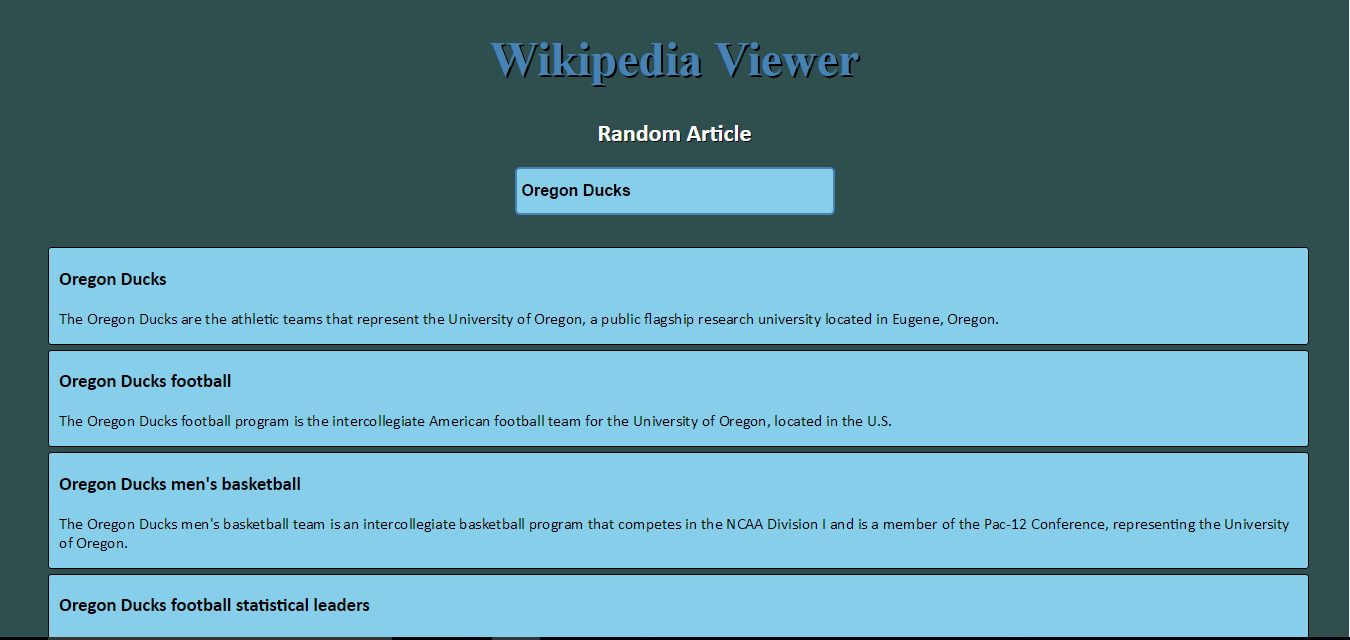 Wikipedia Viewer
Random Article
Oregon Ducks
Oregon Ducks
The Oregon Ducks are the athletic teams that represent the University of Oregon, a public flagship research university located in Eugene, Oregon.
Oregon Ducks football
The Oregon Ducks football program is the intercollegiate American football team for the University of Oregon, located in the U.S.
Oregon Ducks men's basketball
The Oregon Ducks men's basketball team is an intercollegiate basketball program that competes in the NCAA Division I and is a member of the Pac-12 Conference, representing the University
of Oregon.
Oregon Ducks football statistical leaders